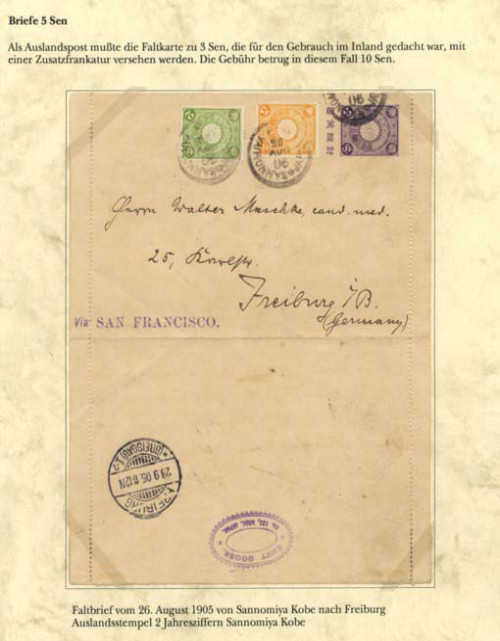 Briefe 5 Sen
Als Auslandspost mußte die Faltkarte zu 3 Sen, die für den Gebrauch im Inland gedacht war, mit
einer Zusatzfrankatur versehen werden. Die Gebühr betrug in diesem Fall 10 Sen.
Herrn Walter Maschke, cand. med.
25,
Freiburg i/B.
(Germany)
Via SAN FRANCISCO.
(BREISGAU)
Faltbrief vom 26. August 1905 von Sannomiya Kobe nach Freiburg
Auslandsstempel 2 Jahresziffern Sannomiya Kobe